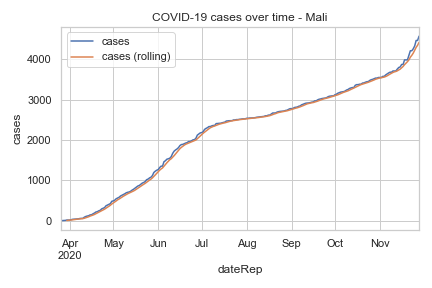 COVID-19 cases over time - Mali
cases
cases (rolling)
4000
3000
2000
1000
0
cases
Apr May Jun Jul Aug Sep Oct Nov
2020
dateRep